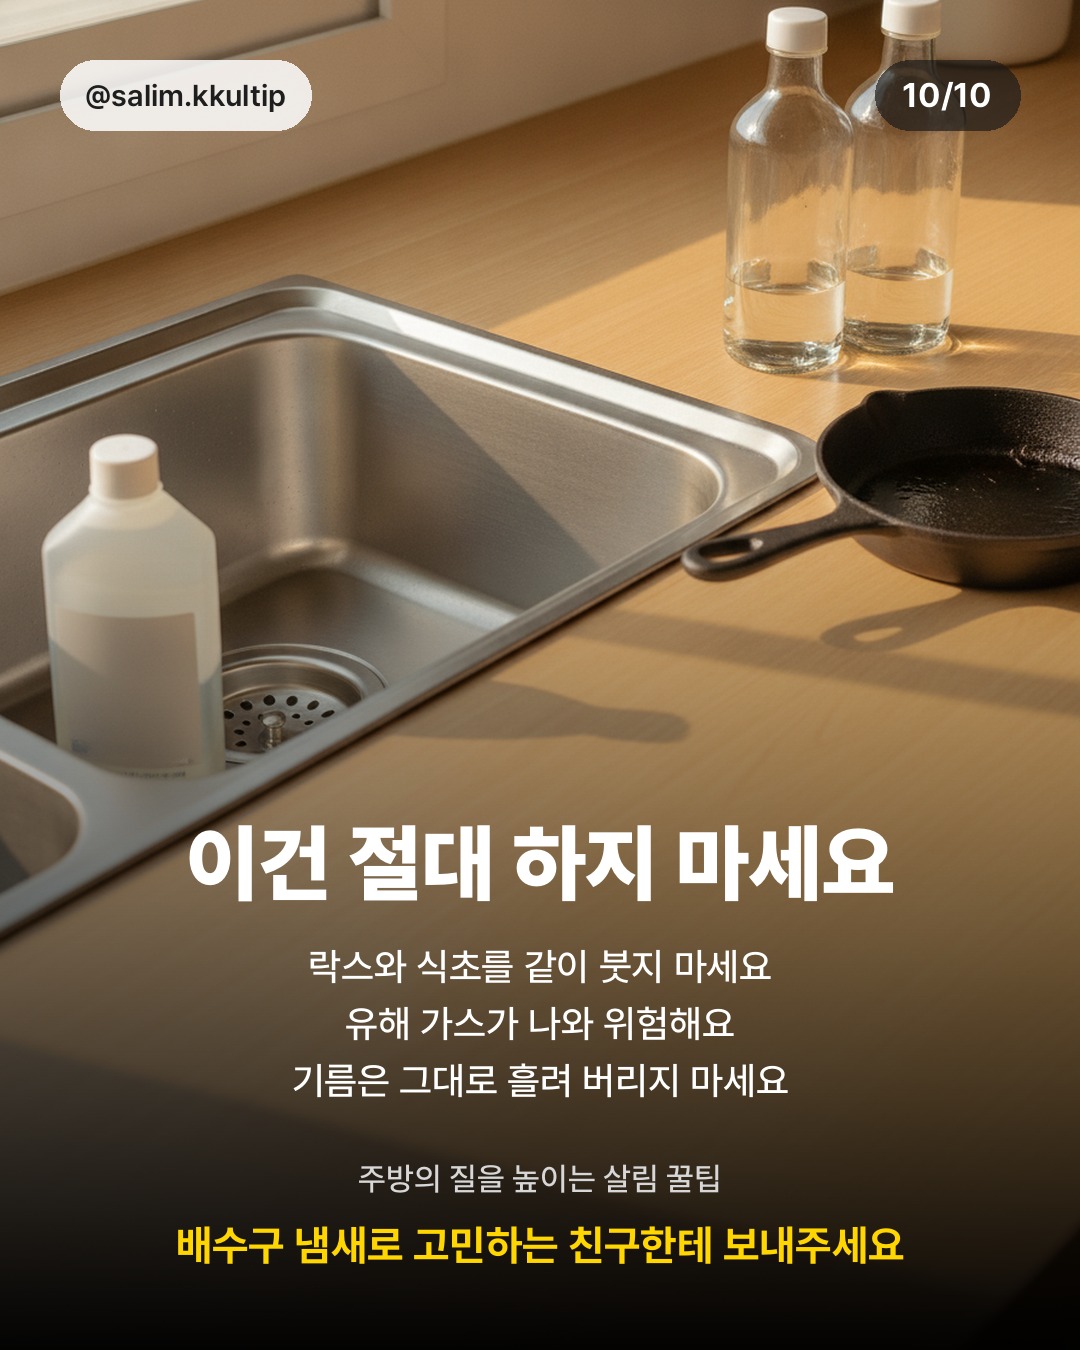 @salim.kkultip
10/10
이건 절대 하지 마세요
락스와 식초를 같이 붓지 마세요
유해 가스가 나와 위험해요
기름은 그대로 흘려 버리지 마세요
주방의 질을 높이는 살림 꿀팁
배수구 냄새로 고민하는 친구한테 보내주세요